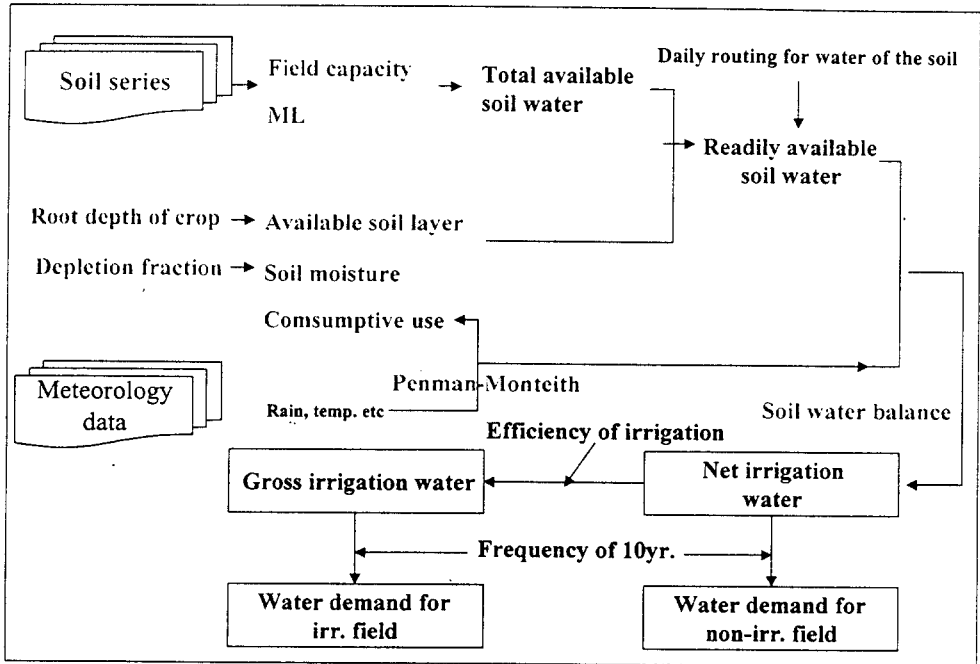 Soil series
Field capacity
ML
Total available
soil water
Daily routing for water of the soil
Readily available
soil water
Root depth of crop
Available soil layer
Depletion fraction
Soil moisture
Comsumptive use
Meteorology
data
Penman-Monteith
Rain, temp. etc
Soil water balance
Efficiency of irrigation
Gross irrigation water
Net irrigation
water
Frequency of 10yr.
Water demand for
irr. field
Water demand for
non-irr. field